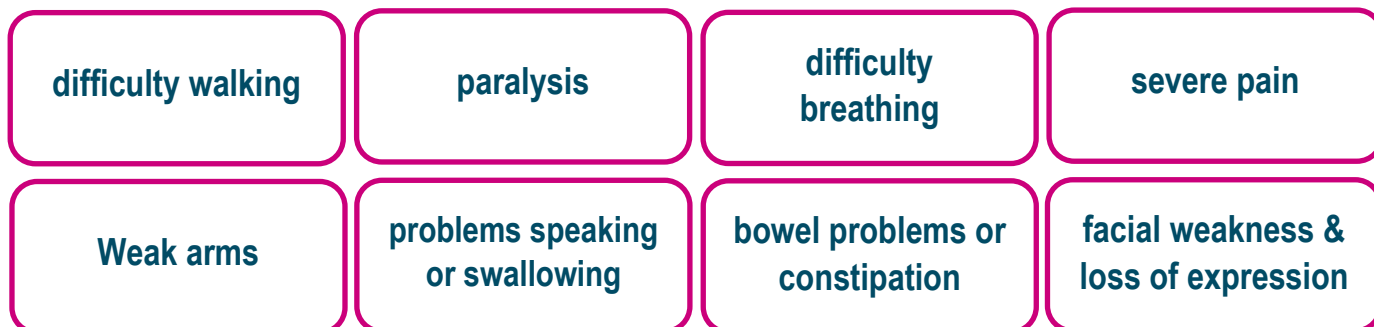 difficulty walking
paralysis
difficulty
breathing
severe pain
Weak arms
problems speaking
or swallowing
bowel problems or
constipation
facial weakness &
loss of expression